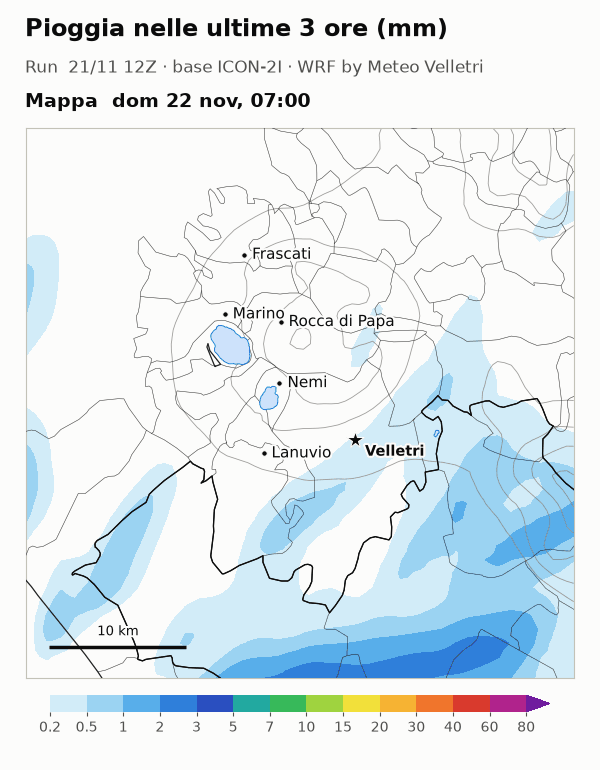 Pioggia nelle ultime 3 ore (mm)
Run  21/11 12Z · base ICON-2I · WRF by Meteo Velletri
Mappa  dom 22 nov, 07:00
Frascati
Marino
Rocca di Papa
Nemi
Velletri
Lanuvio
10 km
0.2 0.5 1 2 3 5 7 10 15 20 30 40 60 80